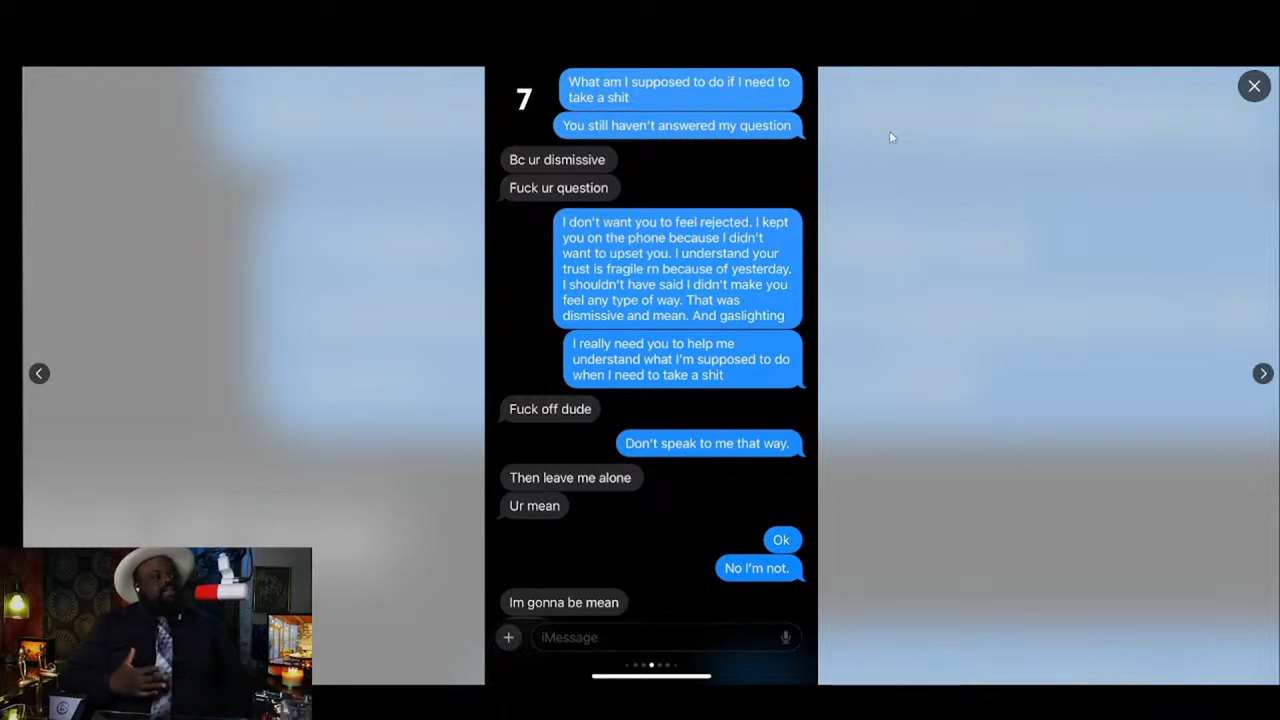 7
What am I supposed to do if I need to
take a shit
You still haven't answered my question
Bc ur dismissive
Fuck ur question
I don't want you to feel rejected. I kept
you on the phone because I didn't
want to upset you. I understand your
trust is fragile rn because of yesterday.
I shouldn't have said I didn't make you
feel any type of way. That was
dismissive and mean. And gaslighting
I really need you to help me
understand what I'm supposed to do
when I need to take a shit
Fuck off dude
Don't speak to me that way.
Then leave me alone
Ur mean
Ok
No I'm not.
Im gonna be mean
iMessage